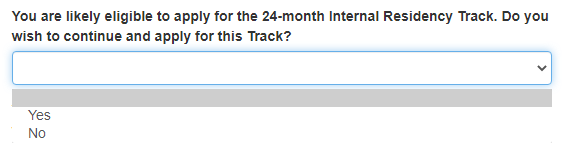 You are likely eligible to apply for the 24-month Internal Residency Track. Do you
wish to continue and apply for this Track?
Yes
No